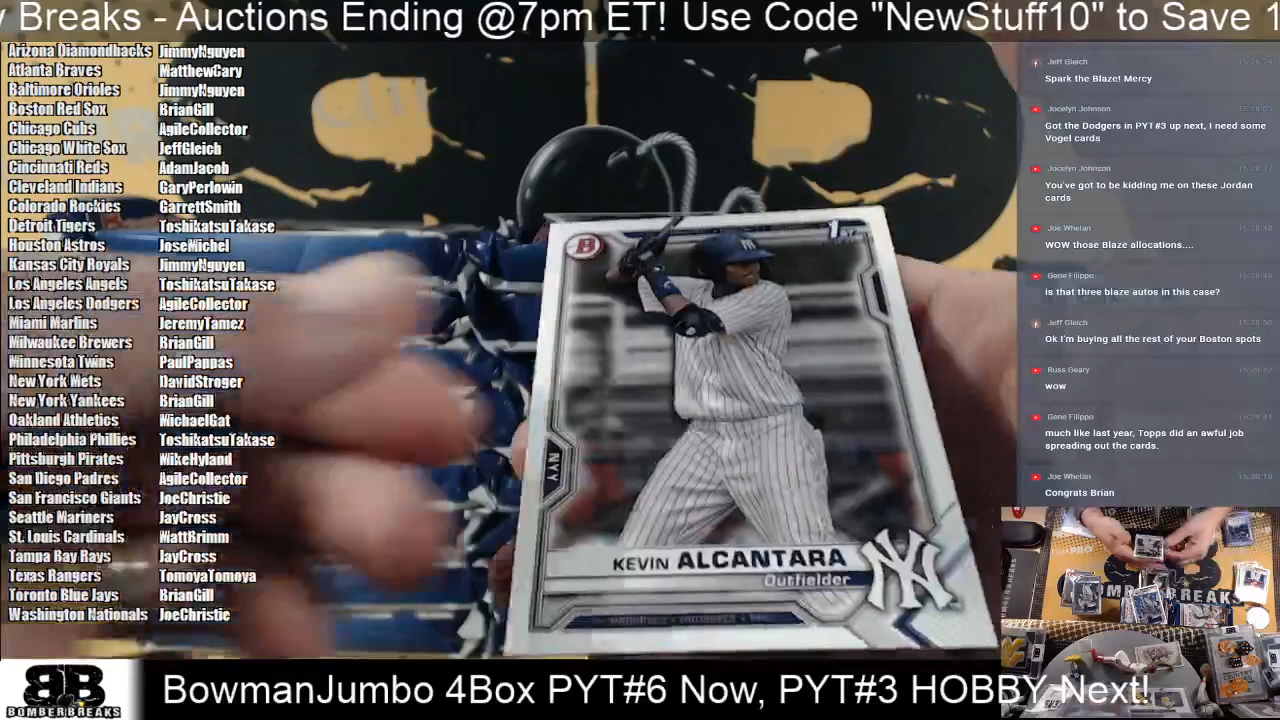 y Breaks - Auctions Ending @7pm ET! Use Code "NewStuff10" to Save 1
Arizona Diamondbacks JimmyNguyen
Atlanta Braves MatthewCary
Baltimore Orioles JimmyNguyen
Boston Red Sox BrianGill
Chicago Cubs AgileCollector
Chicago White Sox JeffGleich
Cincinnati Reds AdamJacob
Cleveland Indians GaryPerlowin
Colorado Rockies GarrettSmith
Detroit Tigers ToshikatsuTakase
Houston Astros JoseMichel
Kansas City Royals JimmyNguyen
Los Angeles Angels ToshikatsuTakase
Los Angeles Dodgers AgileCollector
Miami Marlins JeremyTamez
Milwaukee Brewers BrianGill
Minnesota Twins PaulPappas
New York Mets DavidStroger
New York Yankees BrianGill
Oakland Athletics MichaelGat
Philadelphia Phillies ToshikatsuTakase
Pittsburgh Pirates MikeHyland
San Diego Padres AgileCollector
San Francisco Giants JoeChristie
Seattle Mariners JayCross
St. Louis Cardinals WattBrimm
Tampa Ray Rays JayCross
Texas Rangers TomoyaTomoya
Toronto Blue Jays BrianGill
Washington Nationals JoeChristie
B
1st
NYY
KEVIN ALCANTARA
Outfielder
NY
Jeff Gleich
Spark the Blaze! Mercy
Jocelyn Johnson
Got the Dodgers in PYT#3 up next, I need some
Vogel cards
Jocelyn Johnson
You've got to be kidding me on these Jordan
cards
Joe Whelan
WOW those Blaze allocations....
Gene Filippo
is that three blaze autos in this case?
Jeff Gleich
Ok I'm buying all the rest of your Boston spots
Russ Geary
wow
Gene Filippo
much like last year, Topps did an awful job
spreading out the cards.
Joe Whelan 15:30:10
Congrats Brian
BOMBERBREAKS
BB
BOMBERBREAKS
BowmanJumbo 4Box PYT#6 Now, PYT#3 HOBBY Next!